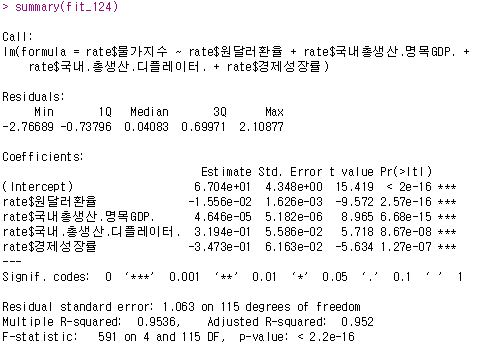 > summary(fit_124)
Call:
lm(formula = rate$물가지수 ~ rate$원달러환율 + rate$국내총생산.명목GDP. +
rate$국내.총생산.디플레이터. + rate$경제성장률)
Residuals:
Min 1Q Median 3Q Max
-2.76689 -0.73796 0.04083 0.69971 2.10877
Coefficients:
Estimate Std. Error t value Pr(>|t|)
(Intercept) 6.704e+01 4.348e+00 15.419 < 2e-16 ***
rate$원달러환율 -1.556e-02 1.626e-03 -9.572 2.57e-16 ***
rate$국내총생산.명목GDP. 4.646e-05 5.182e-06 8.965 6.68e-15 ***
rate$국내.총생산.디플레이터. 3.194e-01 5.586e-02 5.718 8.67e-08 ***
rate$경제성장률 -3.473e-01 6.163e-02 -5.634 1.27e-07 ***
---
Signif. codes: 0 ‘***’ 0.001 ‘**’ 0.01 ‘*’ 0.05 ‘.’ 0.1 ‘ ’ 1
Residual standard error: 1.063 on 115 degrees of freedom
Multiple R-squared: 0.9536, Adjusted R-squared: 0.952
F-statistic: 591 on 4 and 115 DF, p-value: < 2.2e-16